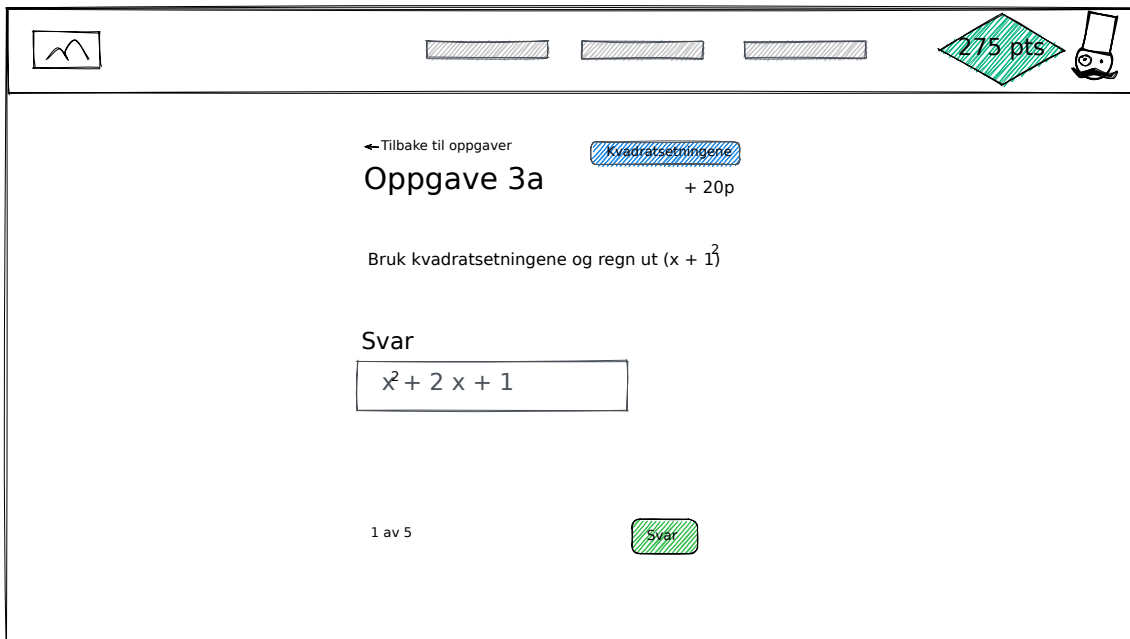 275 pts
←Tilbake til oppgaver
Kvadratsetningene
Oppgave 3a
+ 20p
Bruk kvadratsetningene og regn ut (x + 1)²
Svar
x² + 2 x + 1
1 av 5
Svar